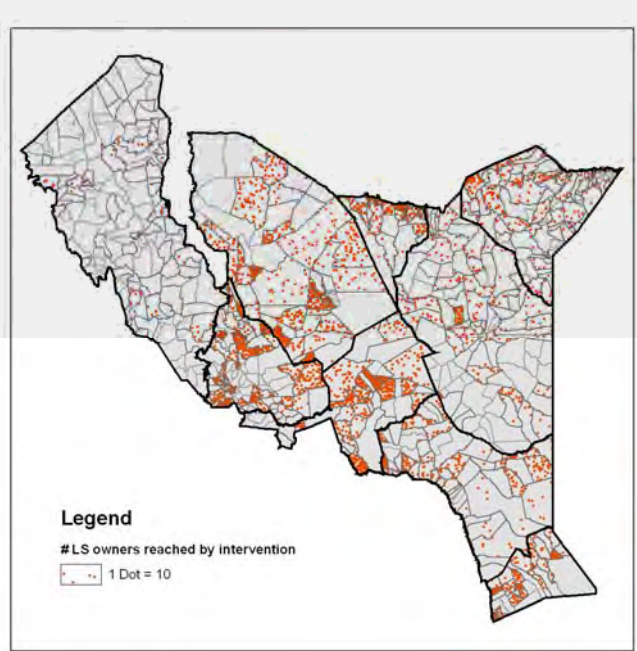 Legend
# LS owners reached by intervention
1 Dot = 10